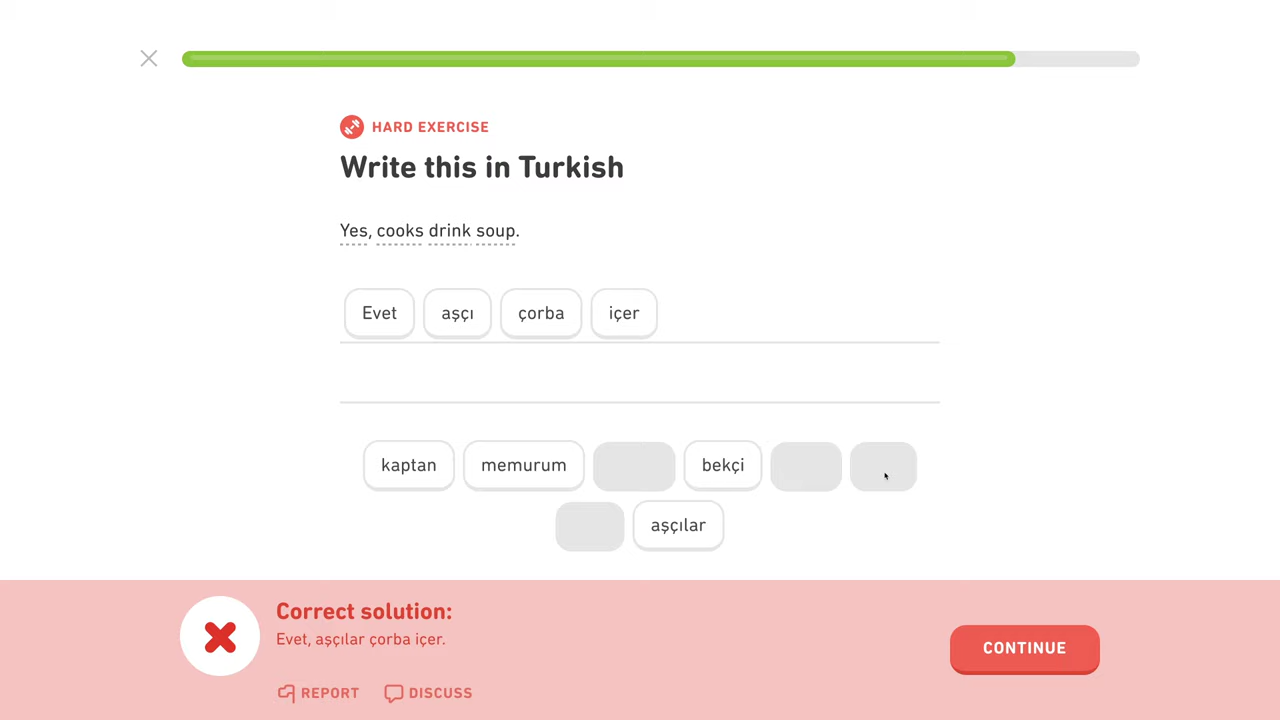 HARD EXERCISE
Write this in Turkish
Yes, cooks drink soup.
Evet aşçı çorba içer
kaptan memurum bekçi
aşçılar
Correct solution:
Evet, aşçılar çorba içer.
CONTINUE
REPORT DISCUSS